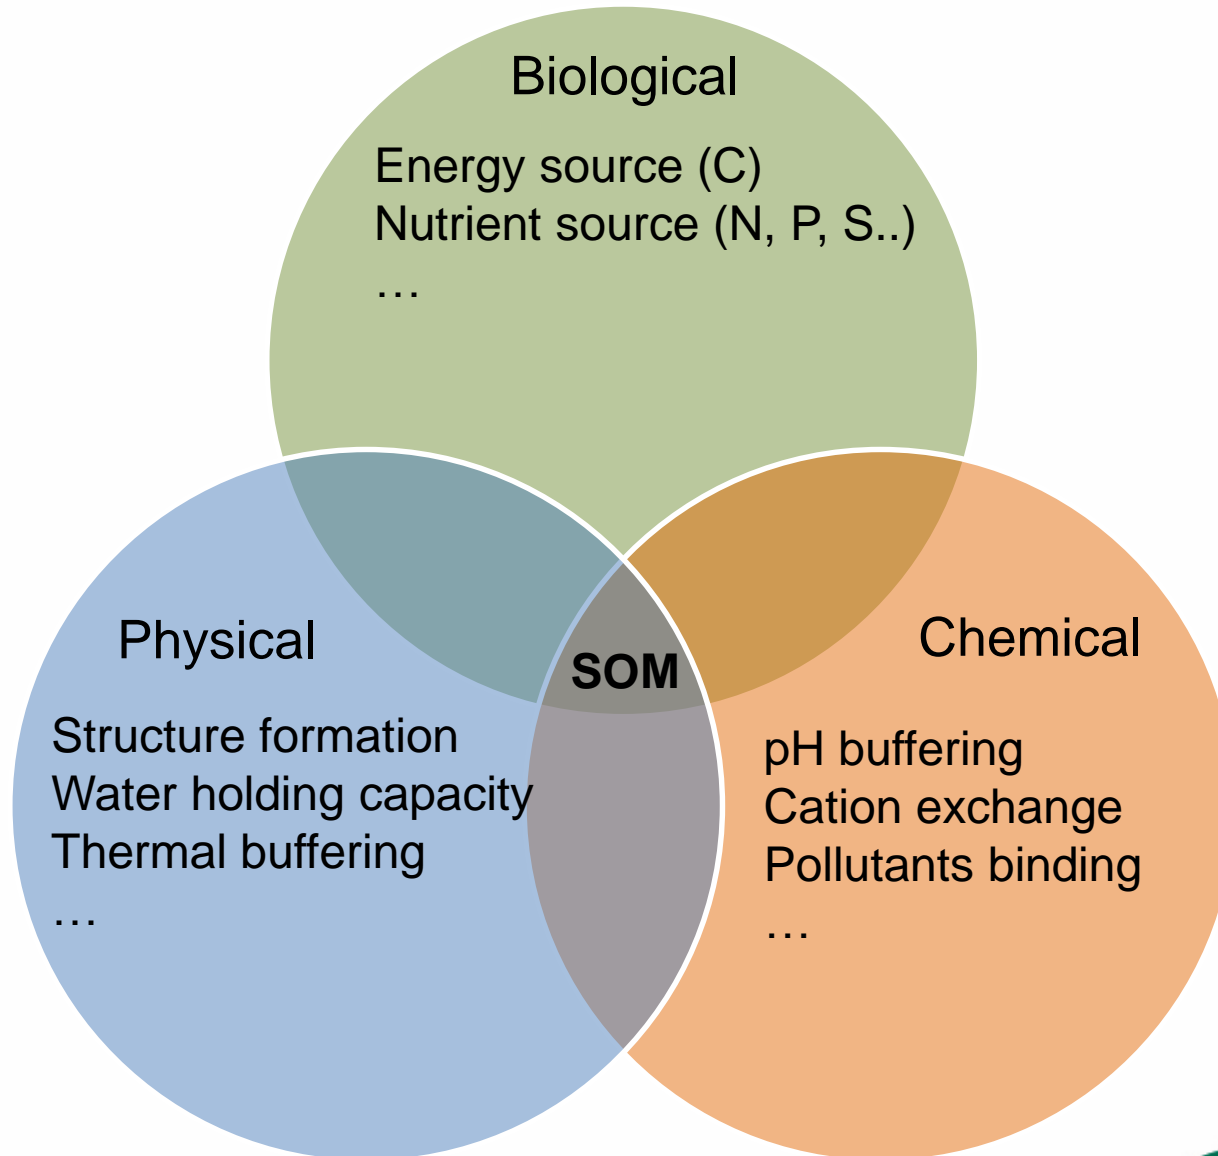 Biological
Energy source (C)
Nutrient source (N, P, S..)
…
Physical
Structure formation
Water holding capacity
Thermal buffering
…
SOM
Chemical
pH buffering
Cation exchange
Pollutants binding
…